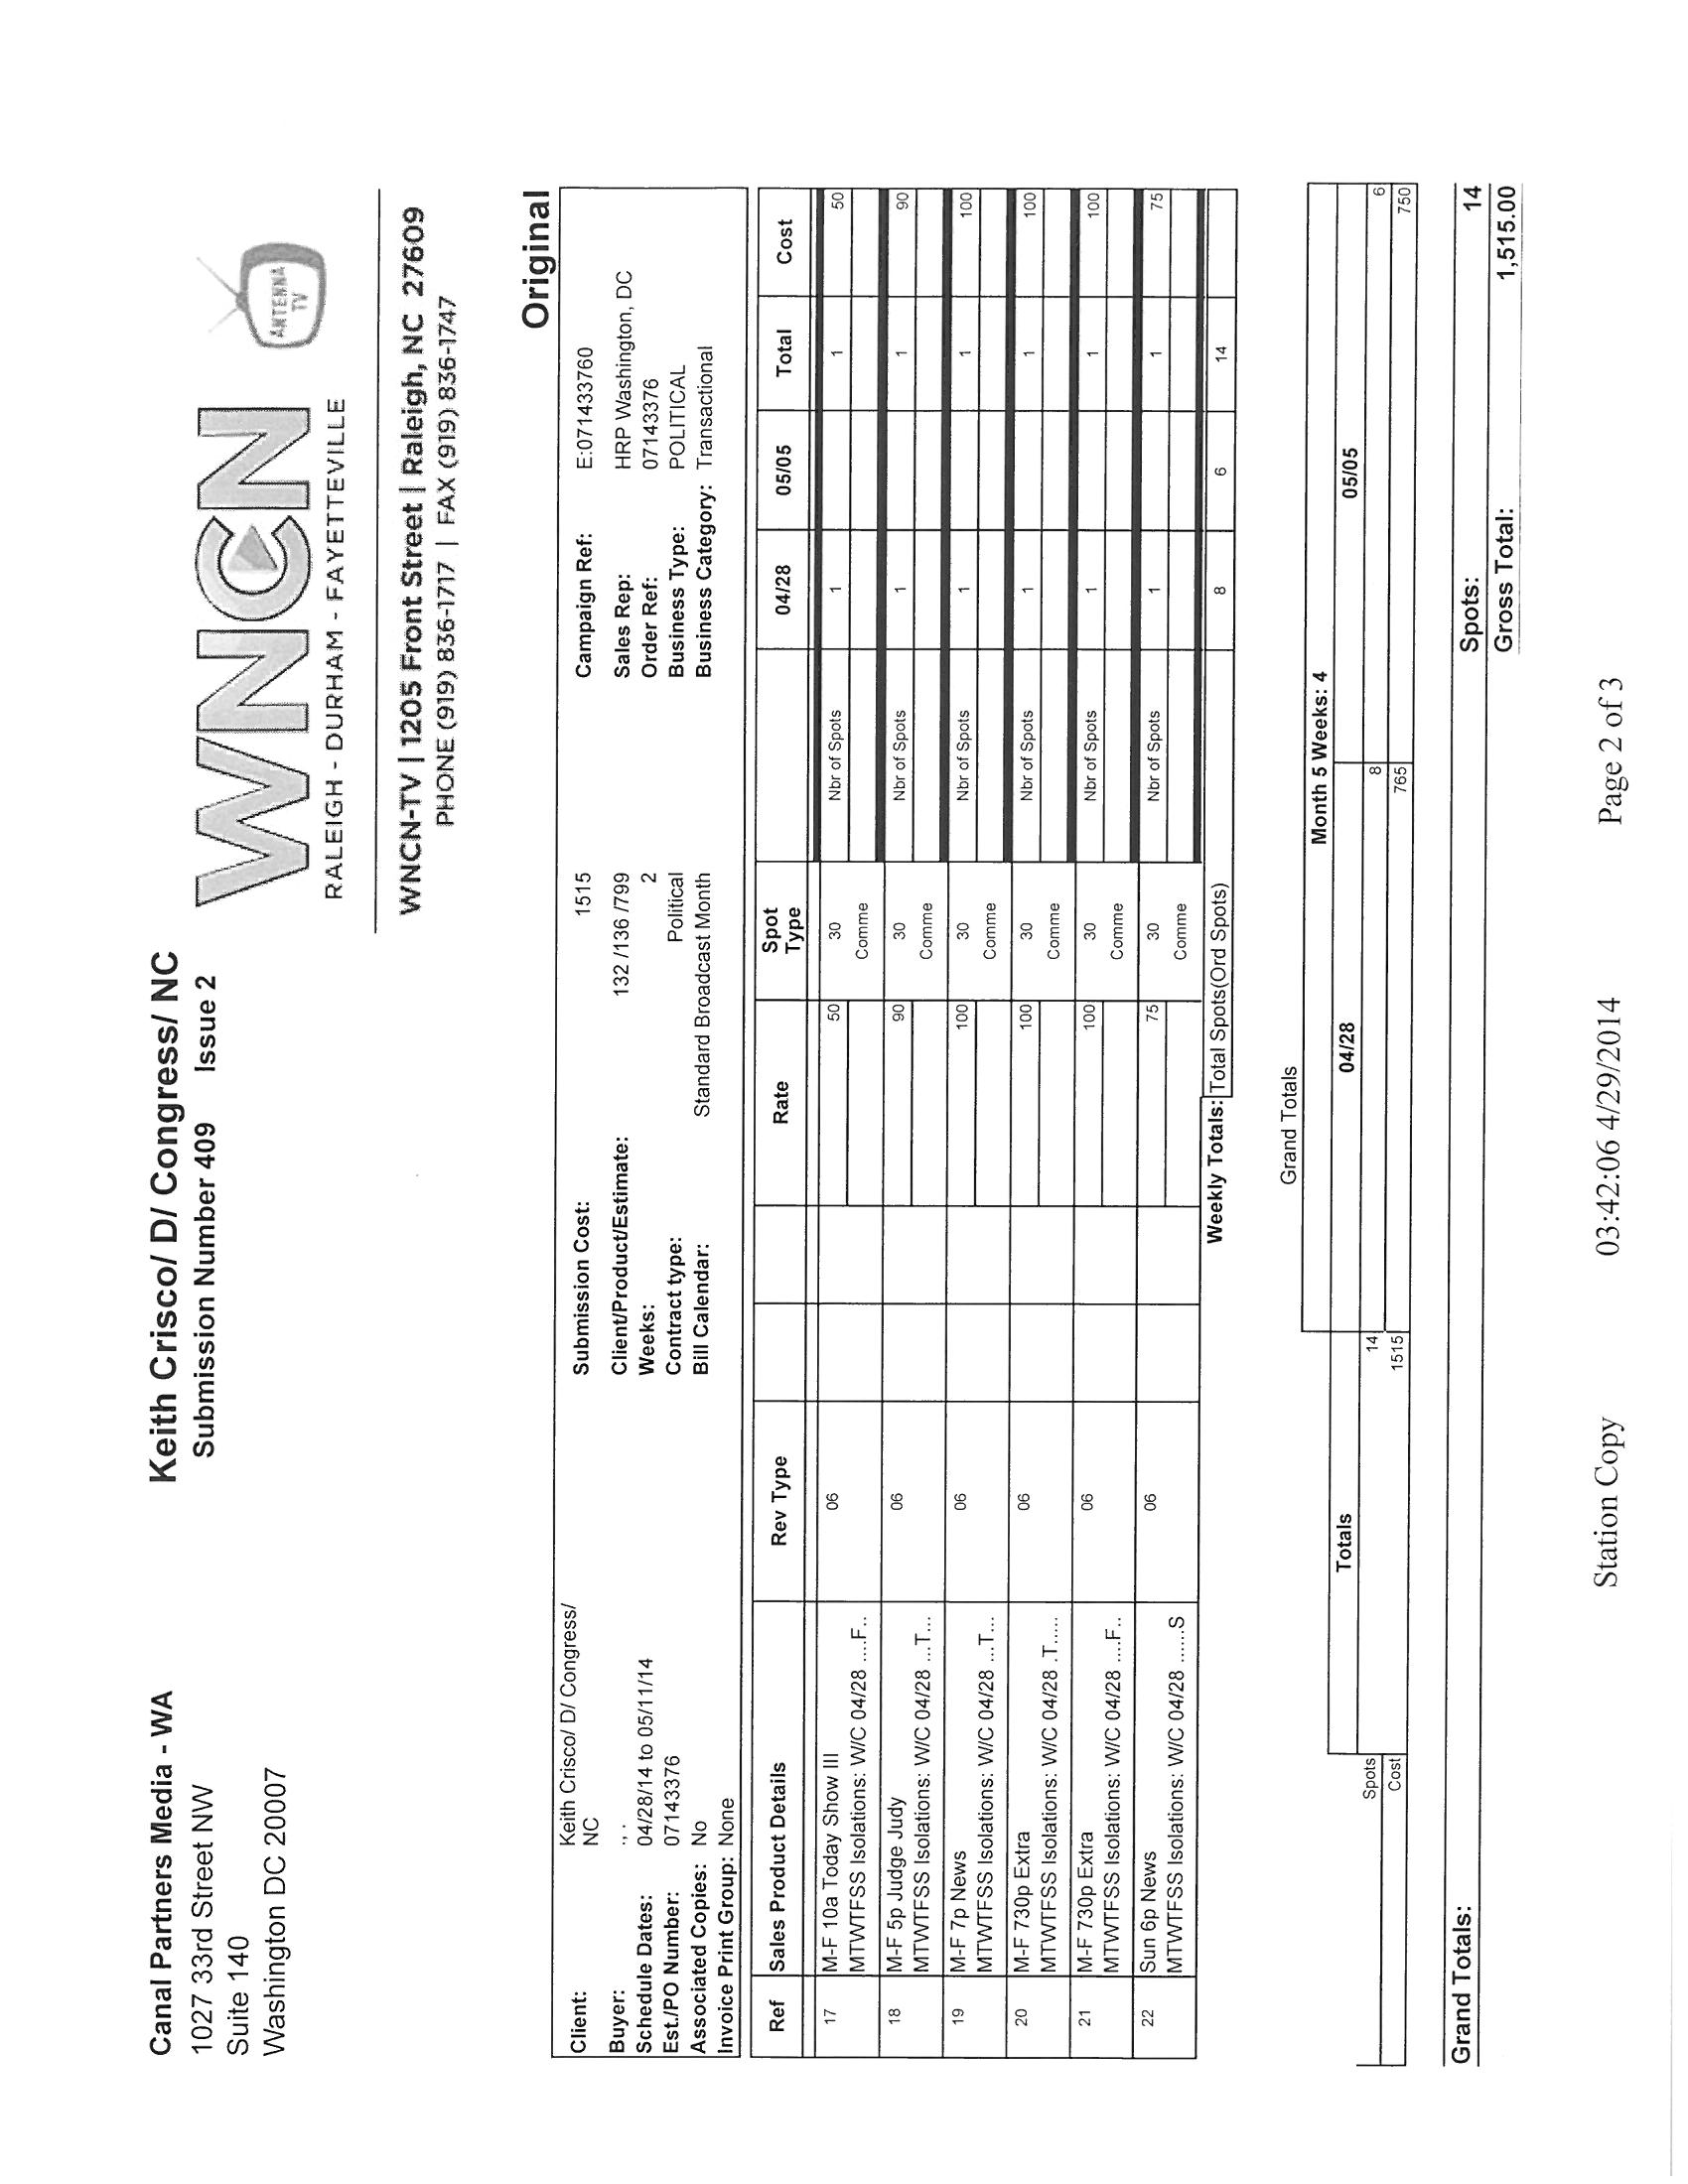 Canal Partners Media - WA
1027 33rd Street NW
Suite 140
Washington DC 20007
Keith Crisco/ D/ Congress/ NC
Submission Number 409 Issue 2
WNCN
RALEIGH - DURHAM - FAYETTEVILLE
ANTENNA TV
WNCN-TV | 1205 Front Street | Raleigh, NC 27609
PHONE (919) 836-1717 | FAX (919) 836-1747
Original
Client: Keith Crisco/ D/ Congress/ NC Submission Cost: 1515 Campaign Ref: E:071433760
Buyer: ., . Client/Product/Estimate: 132 /136 /799 Sales Rep: HRP Washington, DC
Schedule Dates: 04/28/14 to 05/11/14 Weeks: 2 Order Ref: 07143376
Est./PO Number: 07143376 Contract type: Political Business Type: POLITICAL
Associated Copies: No Bill Calendar: Standard Broadcast Month Business Category: Transactional
Invoice Print Group: None
Ref Sales Product Details Rev Type Rate Spot Type 04/28 05/05 Total Cost
17 M-F 10a Today Show III 06 50 30 Nbr of Spots 1 1 50
MTWTFSS Isolations: W/C 04/28 ....F.. Comme
18 M-F 5p Judge Judy 06 90 30 Nbr of Spots 1 1 90
MTWTFSS Isolations: W/C 04/28 ...T... Comme
19 M-F 7p News 06 100 30 Nbr of Spots 1 1 100
MTWTFSS Isolations: W/C 04/28 ...T... Comme
20 M-F 730p Extra 06 100 30 Nbr of Spots 1 1 100
MTWTFSS Isolations: W/C 04/28 .T..... Comme
21 M-F 730p Extra 06 100 30 Nbr of Spots 1 1 100
MTWTFSS Isolations: W/C 04/28 ....F.. Comme
22 Sun 6p News 06 75 30 Nbr of Spots 1 1 75
MTWTFSS Isolations: W/C 04/28 ......S Comme
Weekly Totals: Total Spots(Ord Spots) 8 6 14
Grand Totals
Month 5 Weeks: 4
Totals 04/28 05/05
Spots 14 8 6
Cost 1515 765 750
Grand Totals: Spots: 14
Gross Total: 1,515.00
Station Copy 03:42:06 4/29/2014 Page 2 of 3